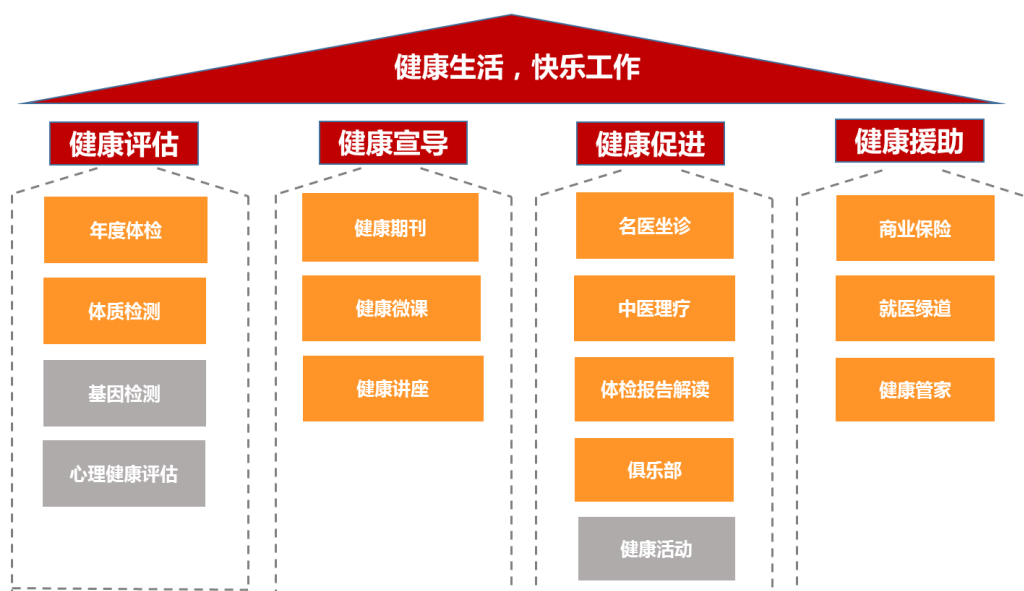 健康生活，快乐工作
健康评估
年度体检
体质检测
基因检测
心理健康评估
健康宣导
健康期刊
健康微课
健康讲座
健康促进
名医坐诊
中医理疗
体检报告解读
俱乐部
健康活动
健康援助
商业保险
就医绿道
健康管家